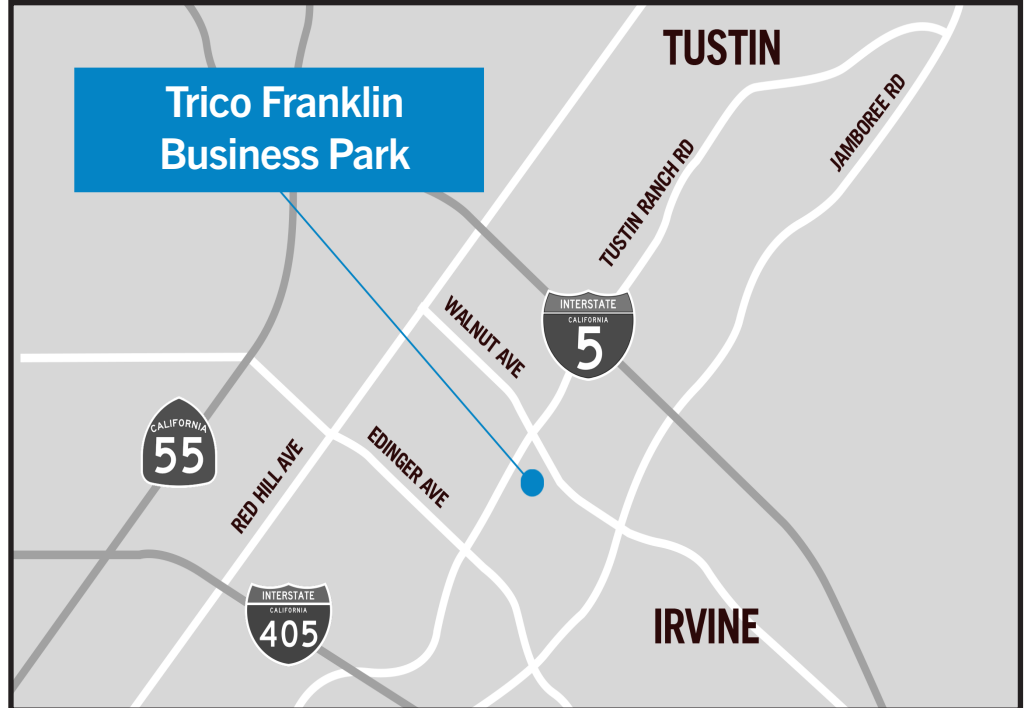 TUSTIN
Trico Franklin
Business Park
JAMBOREE RD
TUSTIN RANCH RD
WALNUT AVE
INTERSTATE
CALIFORNIA
5
CALIFORNIA
55
RED HILL AVE
EDINGER AVE
INTERSTATE
CALIFORNIA
405
IRVINE